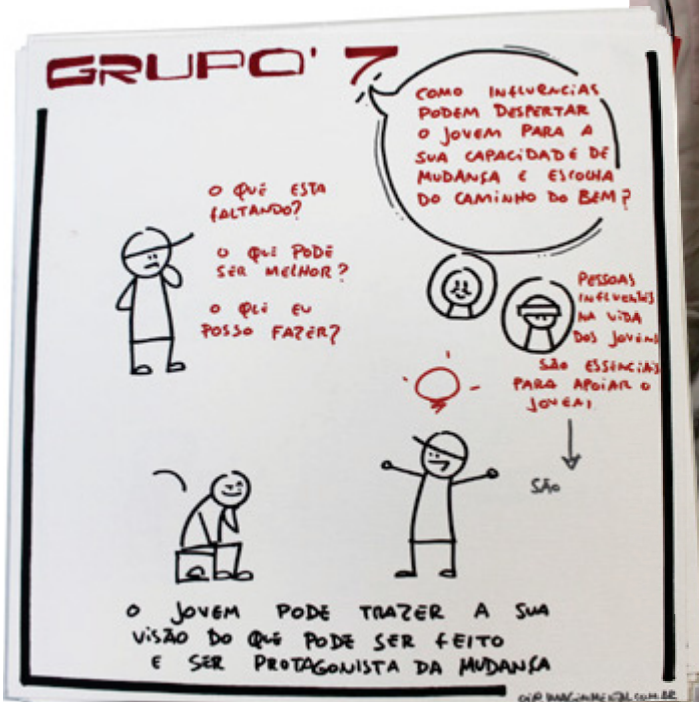 GRUPO' 7
COMO INFLUENCIAS
PODEM DESPERTAR
O JOVEM PARA A
SUA CAPACIDADE DE
MUDANÇA E ESCOLHA
DO CAMINHO DO BEM?
O QUE ESTA
FALTANDO?
O QUE PODE
SER MELHOR?
O QUE EU
POSSO FAZER?
PESSOAS
INFLUENTES
NA VIDA
DOS JOVENS
SÃO ESSENCIAIS
PARA APOIAR O
JOVEM!
SÃO
O JOVEM PODE TRAZER A SUA
VISÃO DO QUE PODE SER FEITO
E SER PROTAGONISTA DA MUDANÇA